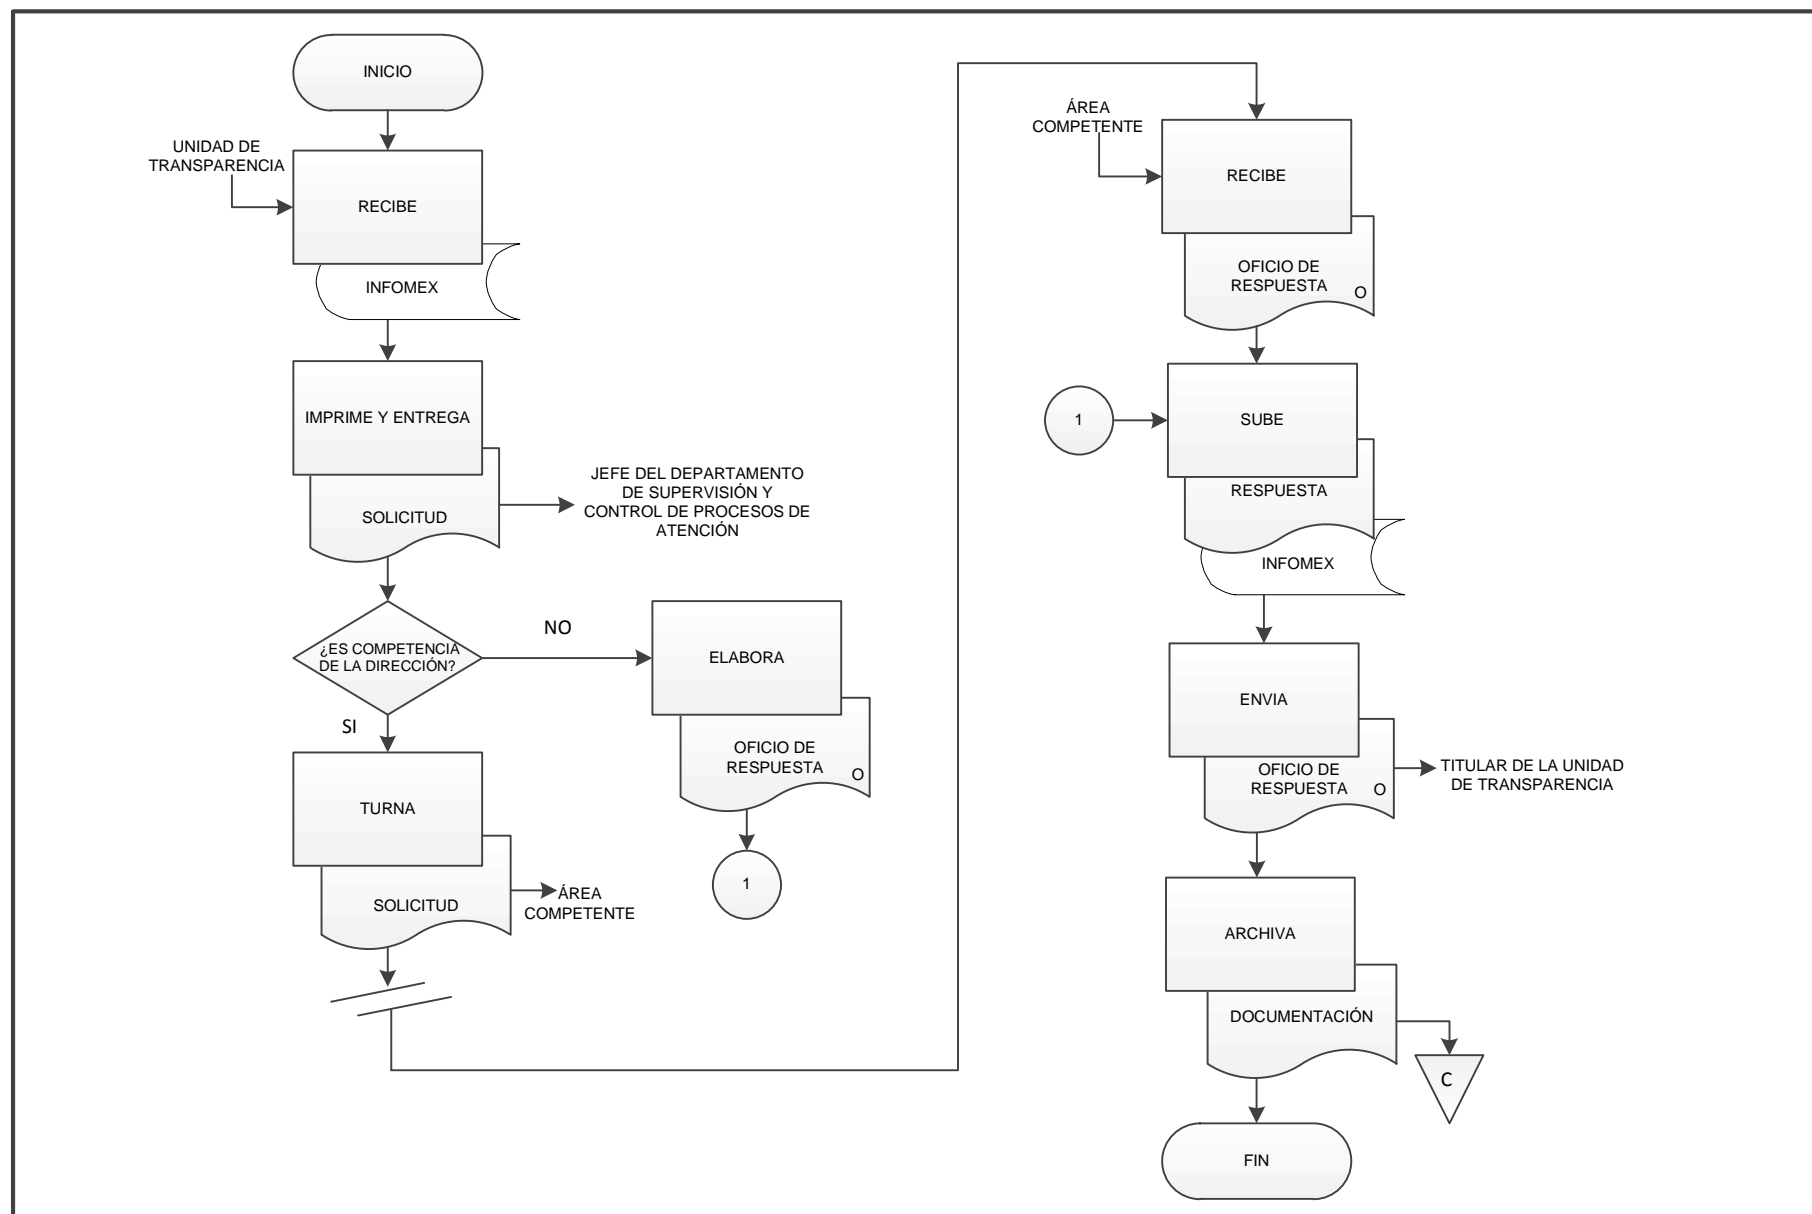 INICIO
UNIDAD DE
TRANSPARENCIA
RECIBE
INFOMEX
IMPRIME Y ENTREGA
SOLICITUD
JEFE DEL DEPARTAMENTO
DE SUPERVISIÓN Y
CONTROL DE PROCESOS DE
ATENCIÓN
¿ES COMPETENCIA
DE LA DIRECCIÓN?
NO
ELABORA
OFICIO DE
RESPUESTA
O
1
SI
TURNA
SOLICITUD
ÁREA
COMPETENTE
ÁREA
COMPETENTE
RECIBE
OFICIO DE
RESPUESTA
O
1
SUBE
RESPUESTA
INFOMEX
ENVIA
OFICIO DE
RESPUESTA
O
TITULAR DE LA UNIDAD
DE TRANSPARENCIA
ARCHIVA
DOCUMENTACIÓN
C
FIN